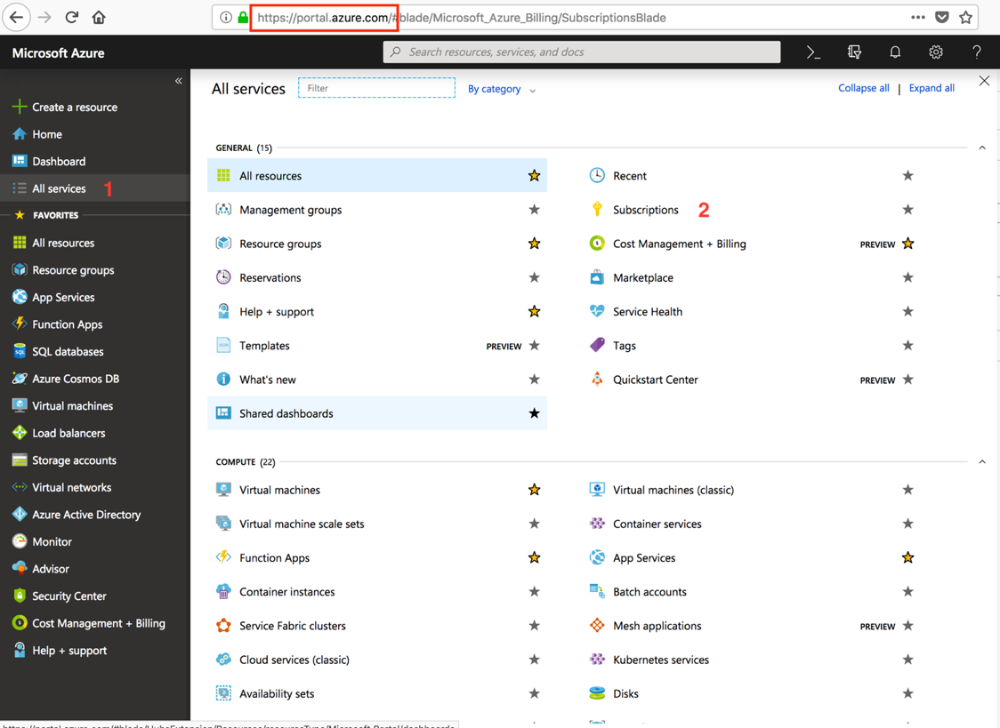 https://portal.azure.com/#blade/Microsoft_Azure_Billing/SubscriptionsBlade
Microsoft Azure
Search resources, services, and docs
All services
Filter
By category
Collapse all | Expand all
Create a resource
Home
Dashboard
All services 1
FAVORITES
All resources
Resource groups
App Services
Function Apps
SQL databases
Azure Cosmos DB
Virtual machines
Load balancers
Storage accounts
Virtual networks
Azure Active Directory
Monitor
Advisor
Security Center
Cost Management + Billing
Help + support
GENERAL (15)
All resources
Recent
Management groups
Subscriptions 2
Resource groups
Cost Management + Billing PREVIEW
Reservations
Marketplace
Help + support
Service Health
Templates PREVIEW
Tags
What's new
Quickstart Center PREVIEW
Shared dashboards
COMPUTE (22)
Virtual machines
Virtual machines (classic)
Virtual machine scale sets
Container services
Function Apps
App Services
Container instances
Batch accounts
Service Fabric clusters
Mesh applications PREVIEW
Cloud services (classic)
Kubernetes services
Availability sets
Disks